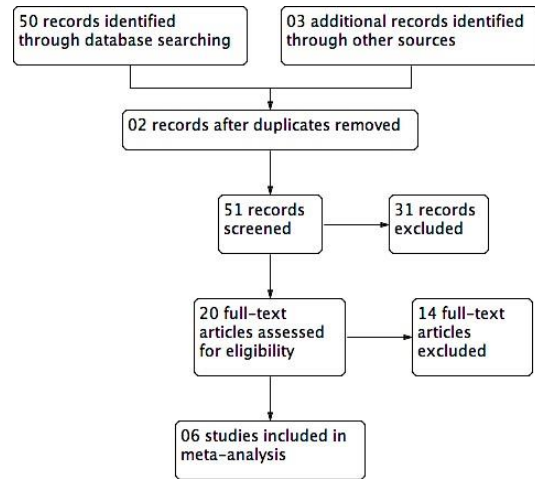 50 records identified
through database searching
03 additional records identified
through other sources
02 records after duplicates removed
51 records
screened
31 records
excluded
20 full-text
articles assessed
for eligibility
14 full-text
articles
excluded
06 studies included in
meta-analysis